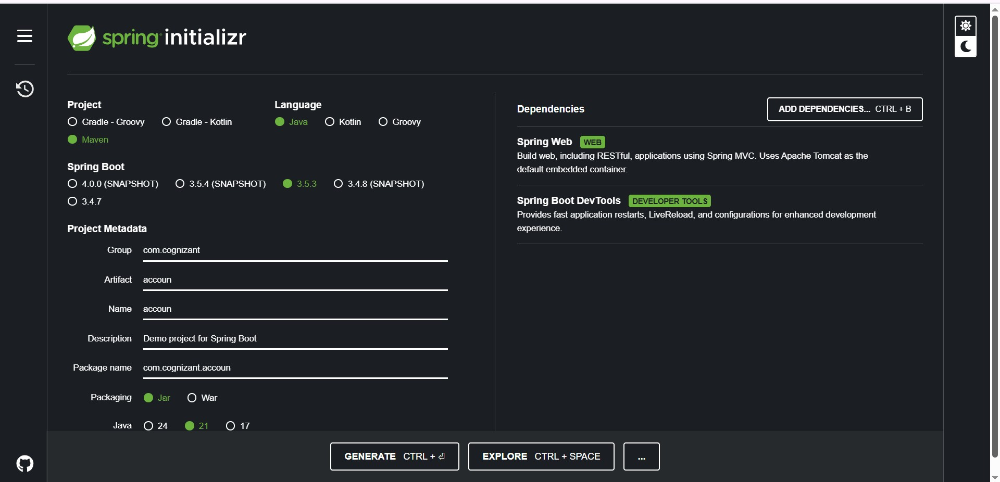 spring initializr
Project
Gradle - Groovy Gradle - Kotlin
Maven
Language
Java Kotlin Groovy
Spring Boot
4.0.0 (SNAPSHOT) 3.5.4 (SNAPSHOT) 3.5.3 3.4.8 (SNAPSHOT)
3.4.7
Project Metadata
Group com.cognizant
Artifact accoun
Name accoun
Description Demo project for Spring Boot
Package name com.cognizant.accoun
Packaging Jar War
Java 24 21 17
Dependencies
ADD DEPENDENCIES... CTRL + B
Spring Web WEB
Build web, including RESTful, applications using Spring MVC. Uses Apache Tomcat as the
default embedded container.
Spring Boot DevTools DEVELOPER TOOLS
Provides fast application restarts, LiveReload, and configurations for enhanced development
experience.
GENERATE CTRL + ⏎ EXPLORE CTRL + SPACE ...